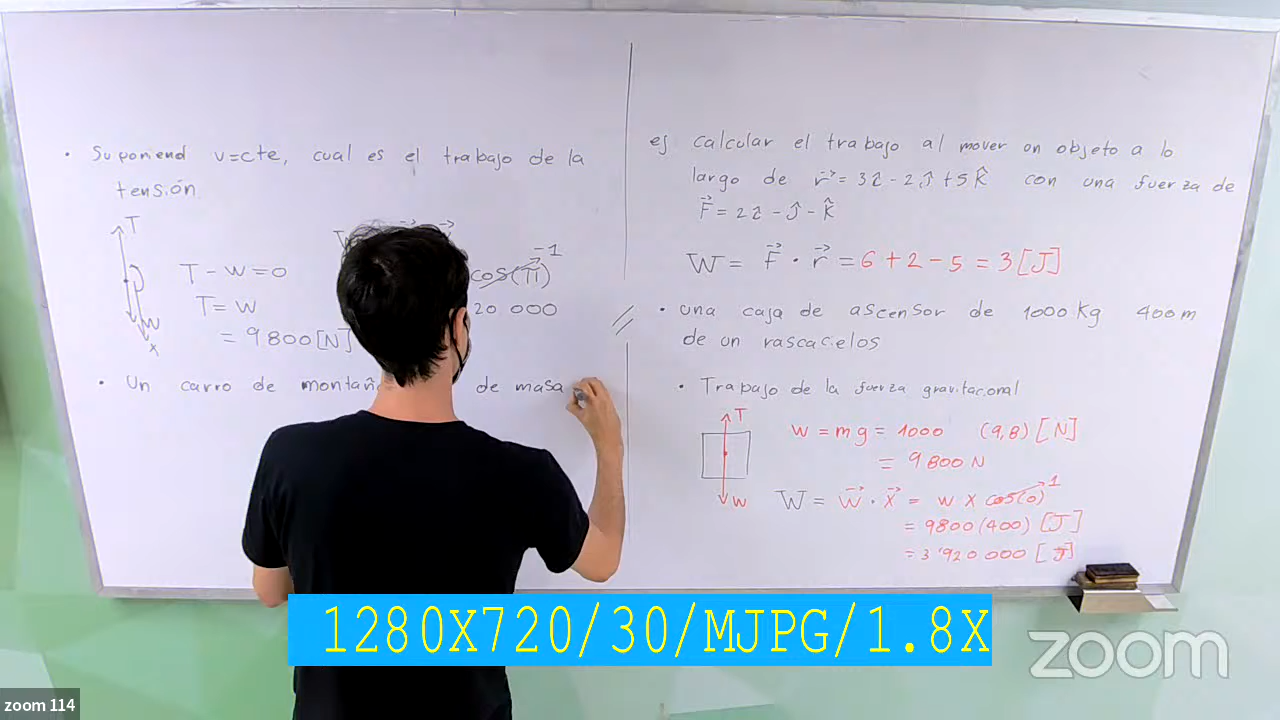 • Suponiend v=cte, cual es el trabajo de la
tensión.
T
T - w = 0
cos(π) -1
T = w
20 000
= 9800 [N]
w
x
• Un carro de montañ de masa
ej calcular el trabajo al mover un objeto a lo
largo de r⃗ = 3î - 2ĵ + 5k̂ con una fuerza de
F⃗ = 2î - ĵ - k̂
W = F⃗ · r⃗ = 6 + 2 - 5 = 3 [J]
• una caja de ascensor de 1000 Kg 400 m
de un rascacielos
• Trabajo de la fuerza gravitacional
T
w = mg = 1000 (9,8) [N]
= 9800 N
w
W = w⃗ · x⃗ = w x cos(0) 1
= 9800 (400) [J]
= 3'920 000 [J]
1280X720/30/MJPG/1.8X
zoom
zoom 114